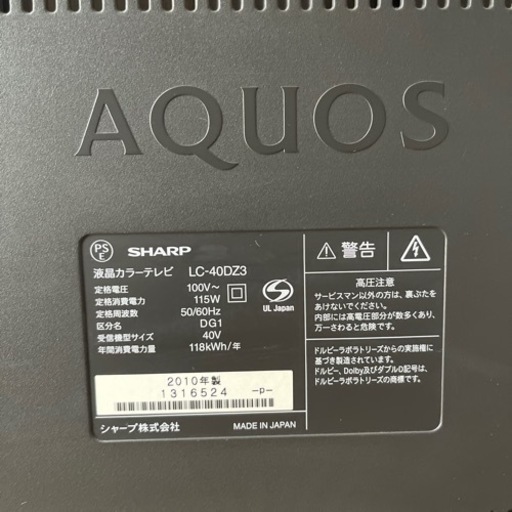 AQUOS
PS
E
SHARP
液晶カラーテレビ LC-40DZ3
定格電圧 100V～
定格消費電力 115W
定格周波数 50/60Hz
区分名 DG1
受信機型サイズ 40V
年間消費電力量 118kWh/年
UL Japan
2010年製
1316524 -p-
シャープ株式会社 MADE IN JAPAN
警告
高圧注意
サービスマン以外の方は、裏ぶたを
あけないでください。
内部には高電圧部分が数多くあり、
万一さわると危険です。
ドルビーラボラトリーズからの実施権に
基づき製造されています。
ドルビー、Dolby及びダブルD記号は、
ドルビーラボラトリーズの商標です。